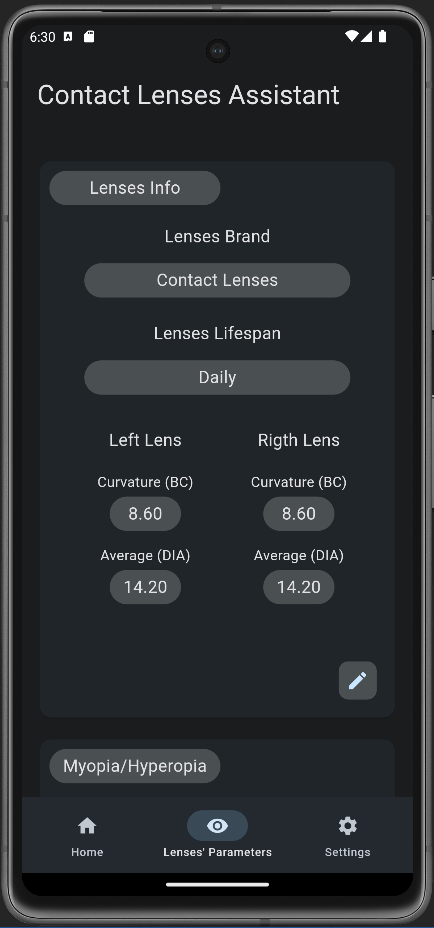 6:30
Contact Lenses Assistant
Lenses Info
Lenses Brand
Contact Lenses
Lenses Lifespan
Daily
Left Lens Rigth Lens
Curvature (BC) Curvature (BC)
8.60 8.60
Average (DIA) Average (DIA)
14.20 14.20
Myopia/Hyperopia
Home Lenses' Parameters Settings